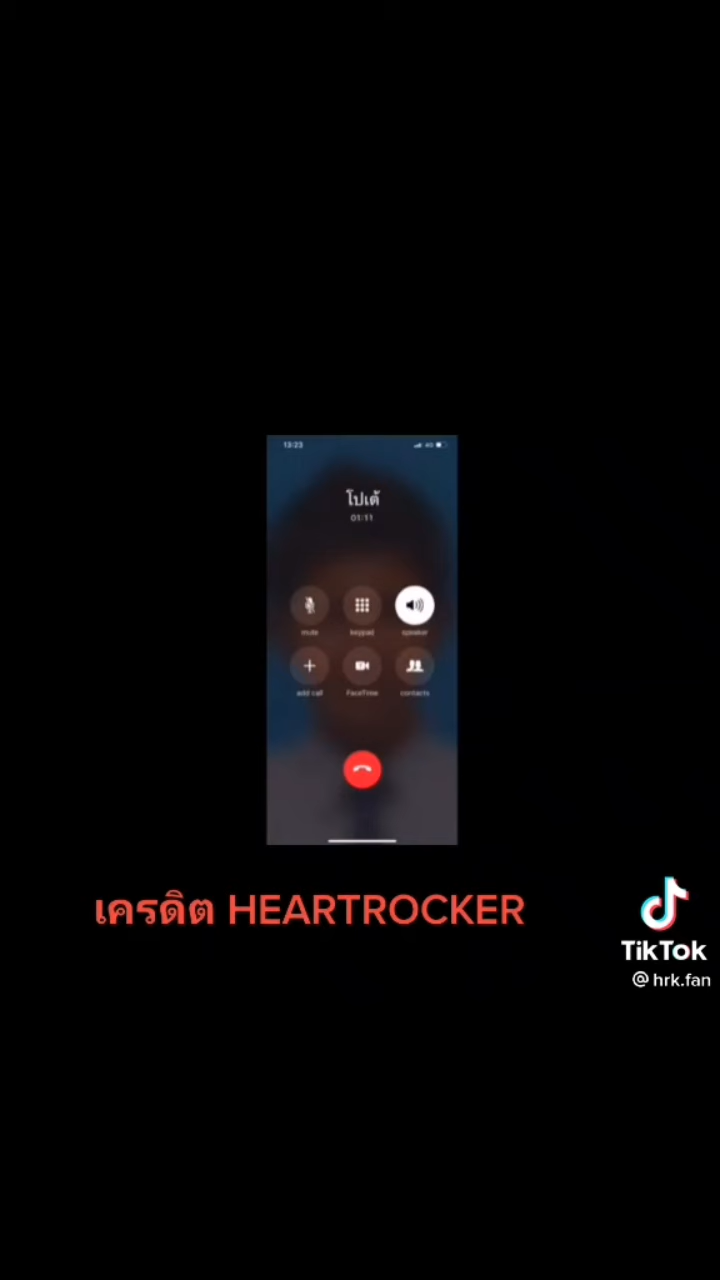 13:23
4G
โปเต้
01:11
mute
keypad
speaker
add call
FaceTime
contacts
เครดิต HEARTROCKER
TikTok
@hrk.fan